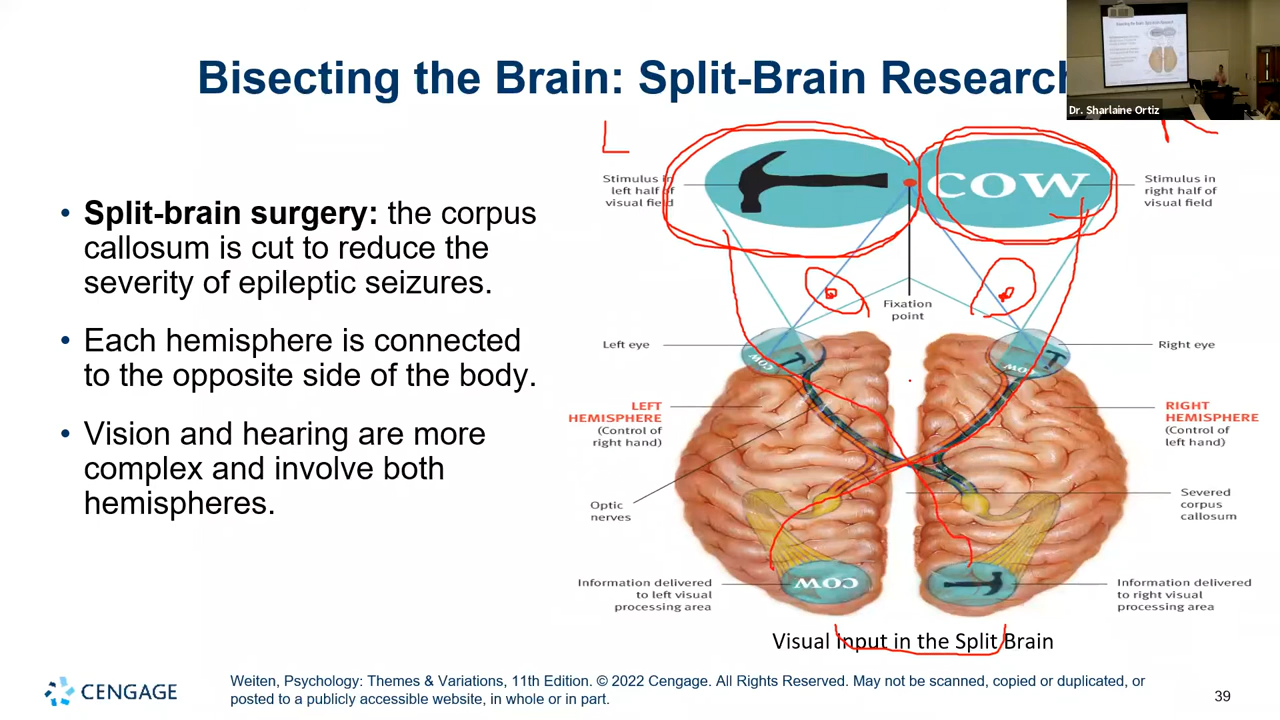 Bisecting the Brain: Split-Brain Research
Dr. Sharlaine Ortiz
• Split-brain surgery: the corpus
callosum is cut to reduce the
severity of epileptic seizures.
• Each hemisphere is connected
to the opposite side of the body.
• Vision and hearing are more
complex and involve both
hemispheres.
L
R
Stimulus in
left half of
visual field
COW
Stimulus in
right half of
visual field
Fixation
point
Left eye
COW
COW
Right eye
LEFT
HEMISPHERE
(Control of
right hand)
RIGHT
HEMISPHERE
(Control of
left hand)
Optic
nerves
Severed
corpus
callosum
Information delivered
to left visual
processing area
COW
Information delivered
to right visual
processing area
Visual Input in the Split Brain
CENGAGE
Weiten, Psychology: Themes & Variations, 11th Edition. © 2022 Cengage. All Rights Reserved. May not be scanned, copied or duplicated, or
posted to a publicly accessible website, in whole or in part.
39